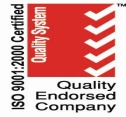 ISO 9001:2000 Certified
Quality System
TM
Quality
Endorsed
Company